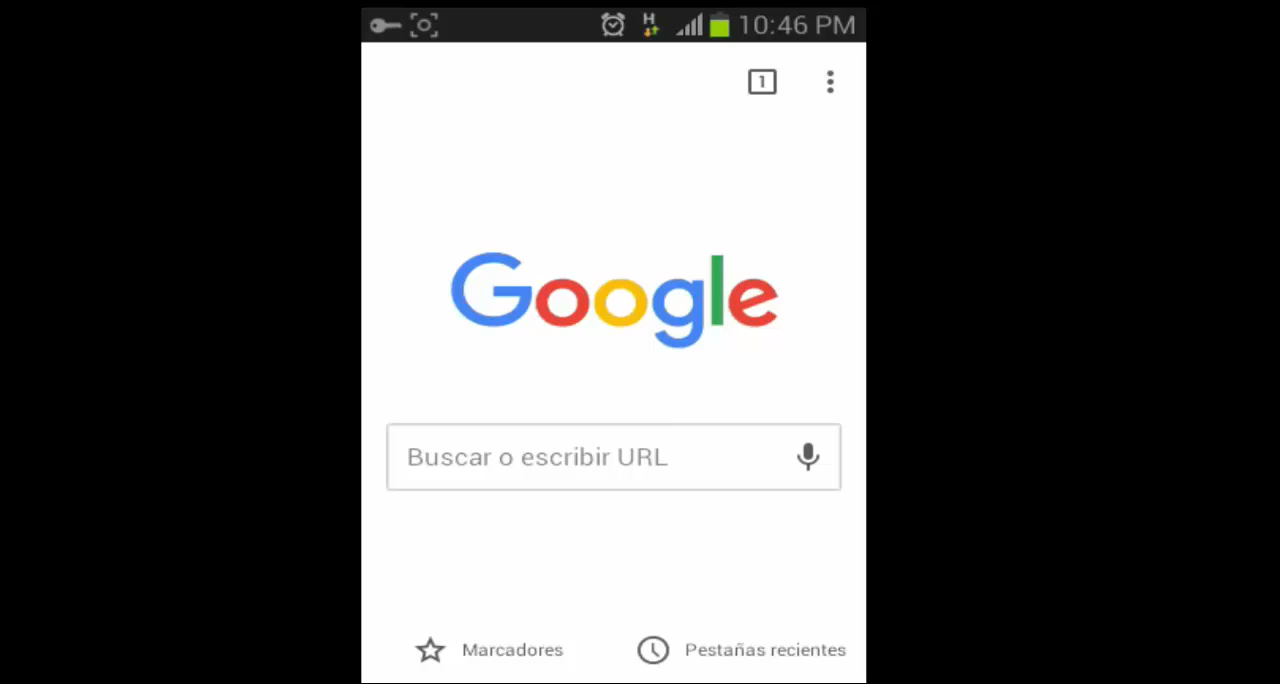 H 10:46 PM
1
Google
Buscar o escribir URL
Marcadores Pestañas recientes